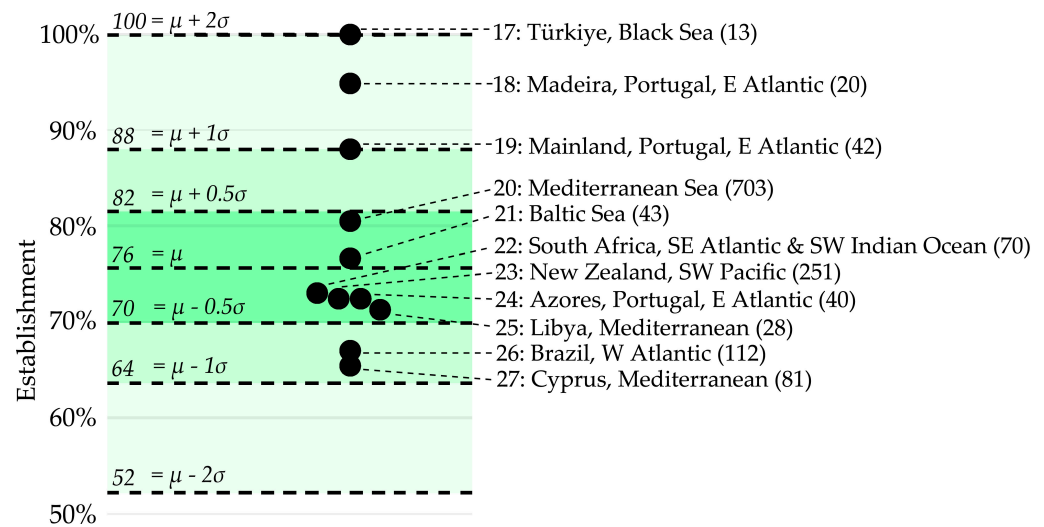 100 = μ + 2σ
100%
17: Türkiye, Black Sea (13)
18: Madeira, Portugal, E Atlantic (20)
90%
88 = μ + 1σ
19: Mainland, Portugal, E Atlantic (42)
20: Mediterranean Sea (703)
82 = μ + 0.5σ
21: Baltic Sea (43)
80%
22: South Africa, SE Atlantic & SW Indian Ocean (70)
76 = μ
23: New Zealand, SW Pacific (251)
24: Azores, Portugal, E Atlantic (40)
70 = μ - 0.5σ
70%
25: Libya, Mediterranean (28)
26: Brazil, W Atlantic (112)
64 = μ - 1σ
27: Cyprus, Mediterranean (81)
60%
52 = μ - 2σ
50%
Establishment